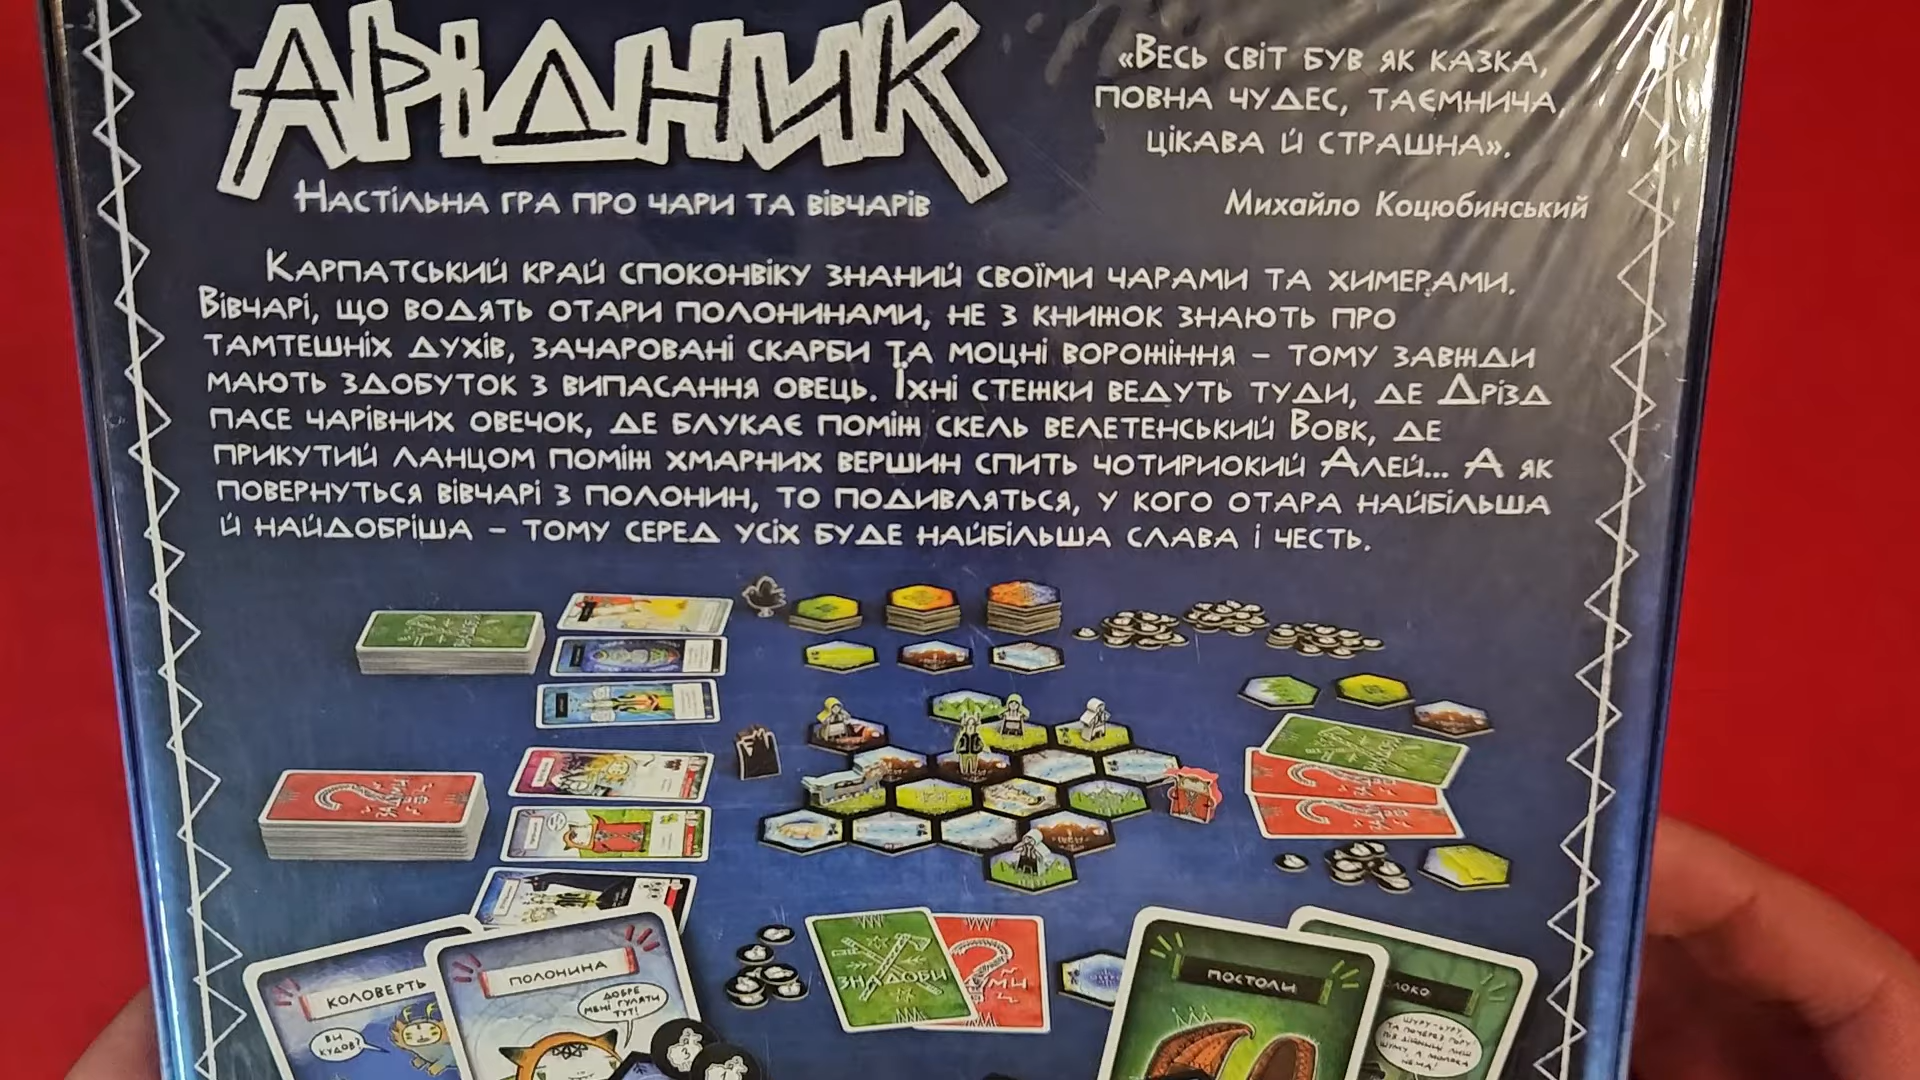 АРІДНИК
Настільна гра про чари та вівчарів
«Весь світ був як казка,
повна чудес, таємнича,
цікава й страшна».
Михайло Коцюбинський
Карпатський край споконвіку знаний своїми чарами та химерами.
Вівчарі, що водять отари полонинами, не з книжок знають про
тамтешніх духів, зачаровані скарби та моцні ворожіння – тому завжди
мають здобуток з випасання овець. Їхні стежки ведуть туди, де Дрізд
пасе чарівних овечок, де блукає поміж скель велетенський Вовк, де
прикутий ланцом поміж хмарних вершин спить чотириокий Алей... А як
повернуться вівчарі з полонин, то подивляться, у кого отара найбільша
й найдобріша – тому серед усіх буде найбільша слава і честь.
КОЛОВЕРТЬ
ВИ
КУДОВ?
ПОЛОНИНА
ДОБРЕ
МЕНІ ГУЛЯТИ
ТУТ!
3
1
ЗНАДОБИ
ПОСТОЛИ